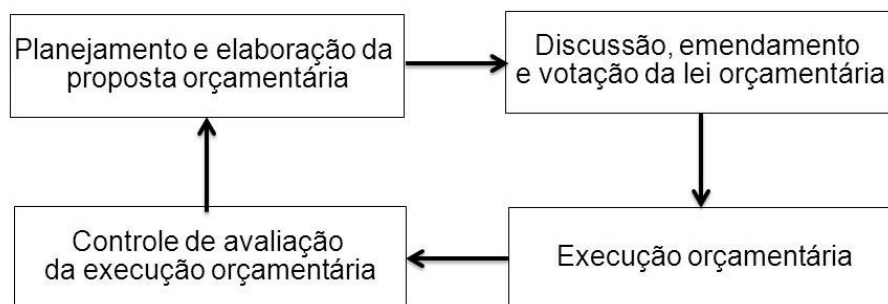 Planejamento e elaboração da
proposta orçamentária
Discussão, emendamento
e votação da lei orçamentária
Execução orçamentária
Controle de avaliação
da execução orçamentária